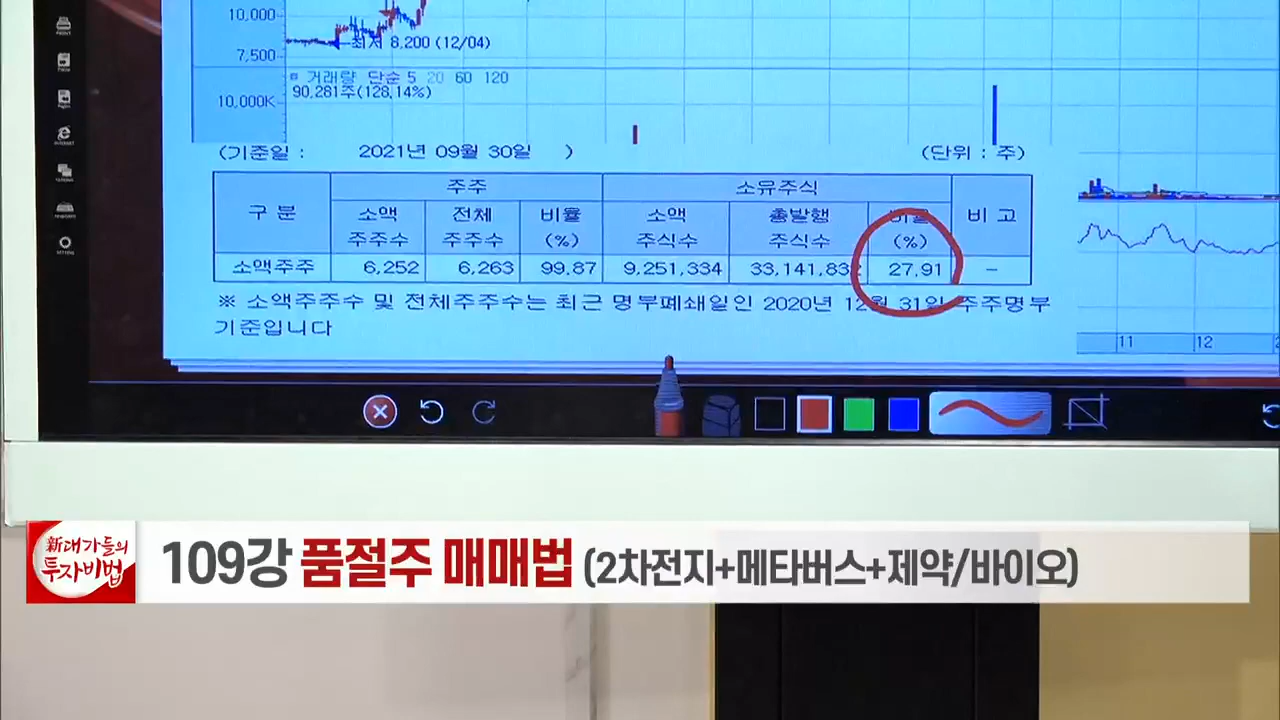 10,000
최저 8,200 (12/04)
7,500
거래량 단순 5 20 60 120
90,281주(128,14%)
10,000K
(기준일 : 2021년 09월 30일 ) (단위 : 주)
구 분 주주 소유주식 비 고
소액 전체 비율 소액 총발행 비율
주주수 주주수 (%) 주식수 주식수 (%)
소액주주 6,252 6,263 99.87 9,251,334 33,141,832 27.91 –
※ 소액주주수 및 전체주주수는 최근 명부폐쇄일인 2020년 12월 31일 주주명부
기준입니다
11 12
新대가들의
투자비법
109강 품절주 매매법 (2차전지+메타버스+제약/바이오)